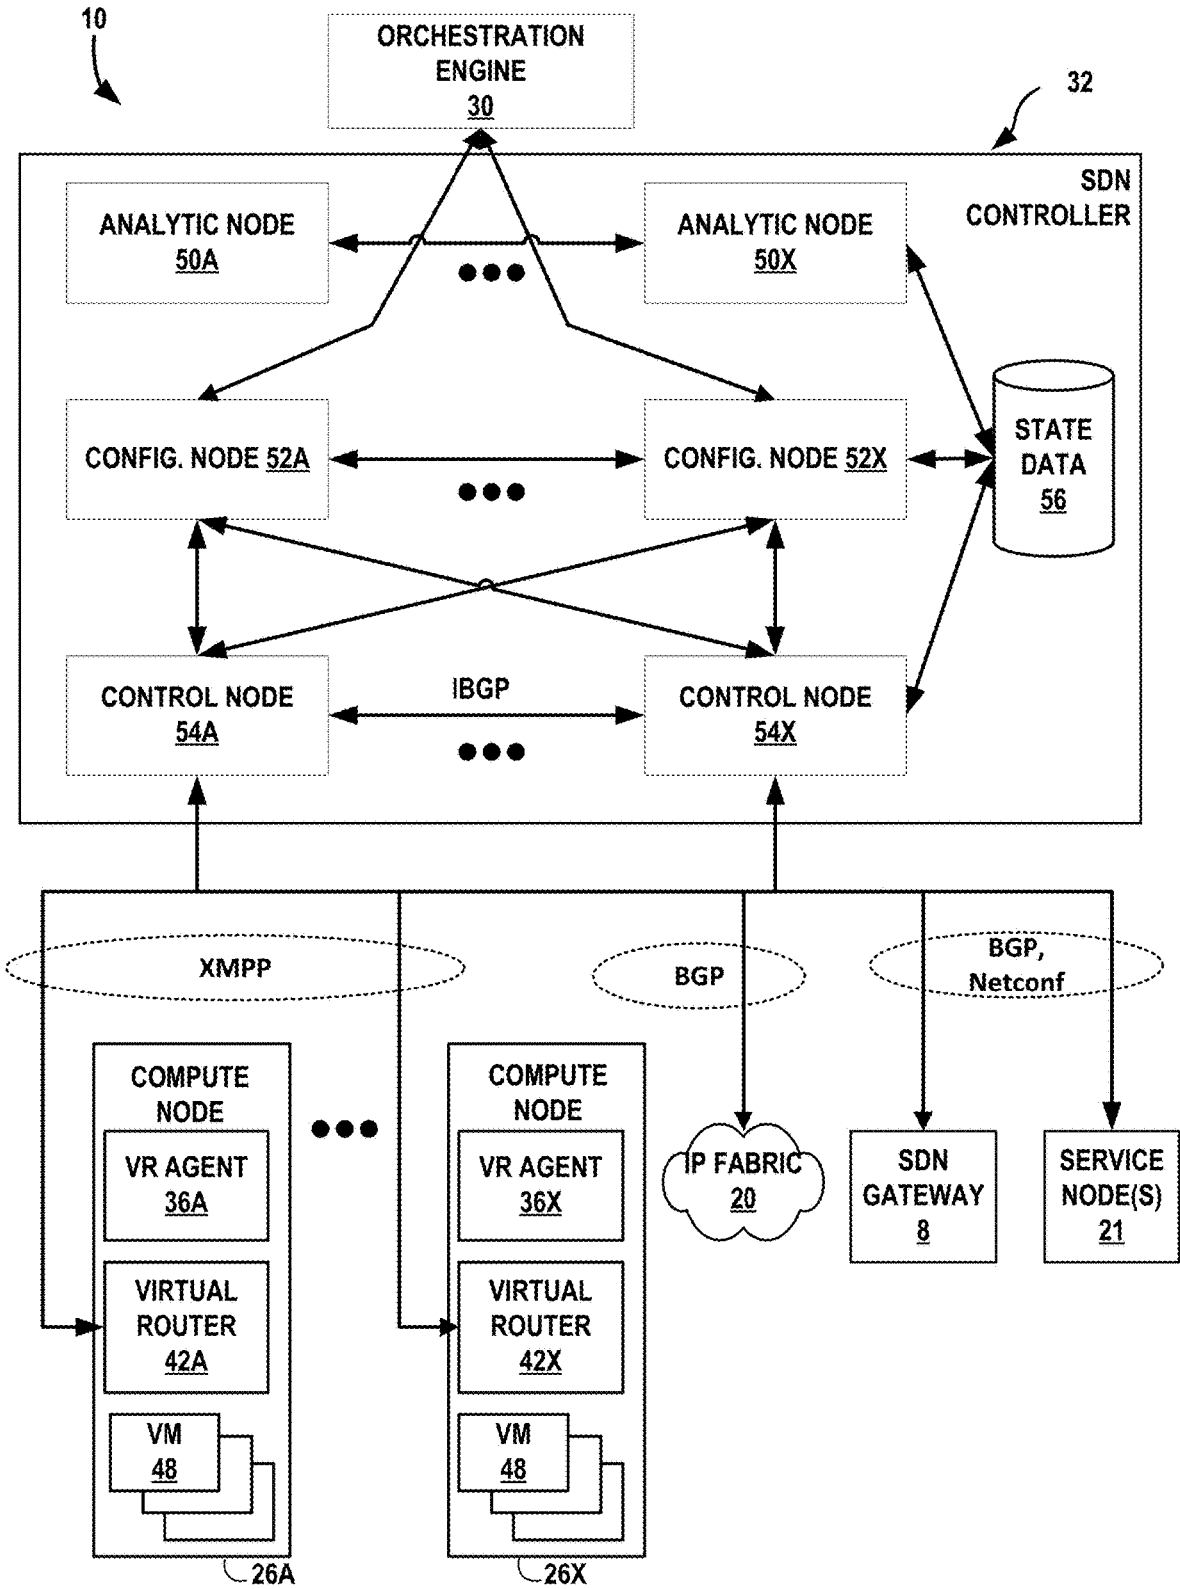 10
ORCHESTRATION
ENGINE
30
32
SDN
CONTROLLER
ANALYTIC NODE
50A
ANALYTIC NODE
50X
STATE
DATA
56
CONFIG. NODE 52A
CONFIG. NODE 52X
CONTROL NODE
54A
IBGP
CONTROL NODE
54X
XMPP
BGP
BGP,
Netconf
COMPUTE
NODE
VR AGENT
36A
VIRTUAL
ROUTER
42A
VM
48
26A
COMPUTE
NODE
VR AGENT
36X
VIRTUAL
ROUTER
42X
VM
48
26X
IP FABRIC
20
SDN
GATEWAY
8
SERVICE
NODE(S)
21